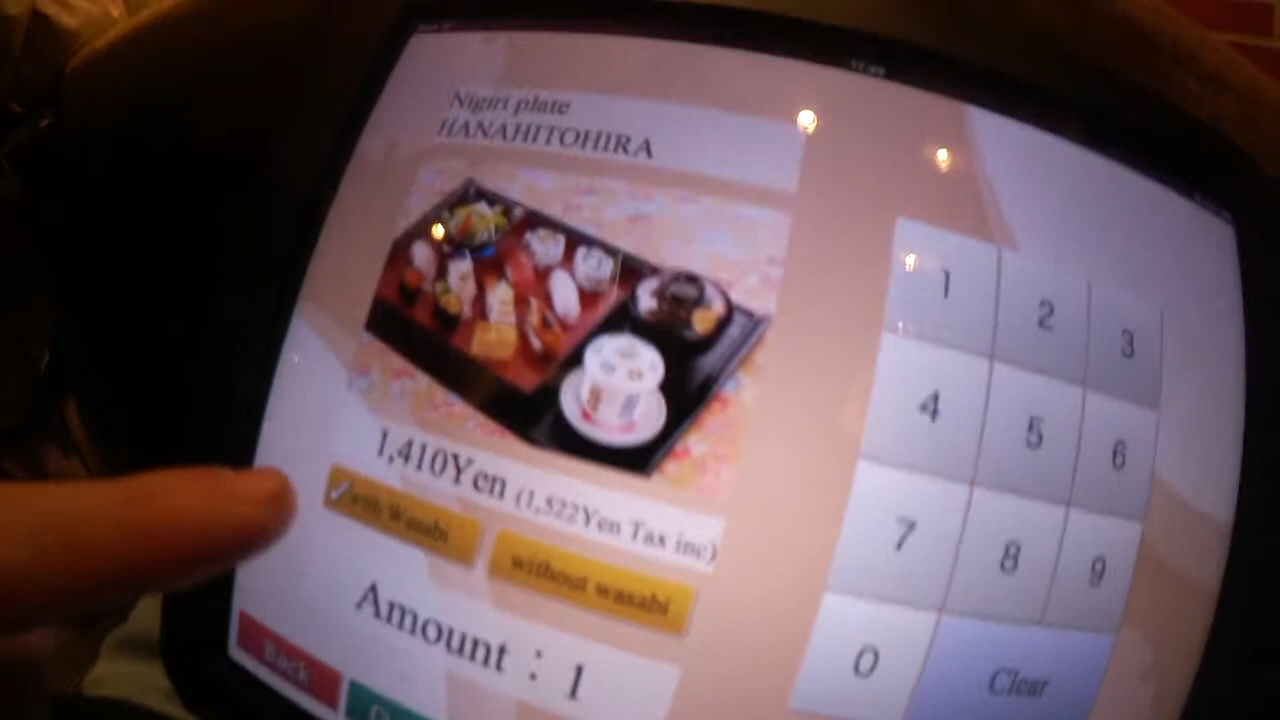 Nigiri plate
HANAHITOHIRA
1,410Yen (1,522Yen Tax inc)
with Wasabi
without wasabi
Amount : 1
Back
1 2 3
4 5 6
7 8 9
0 Clear